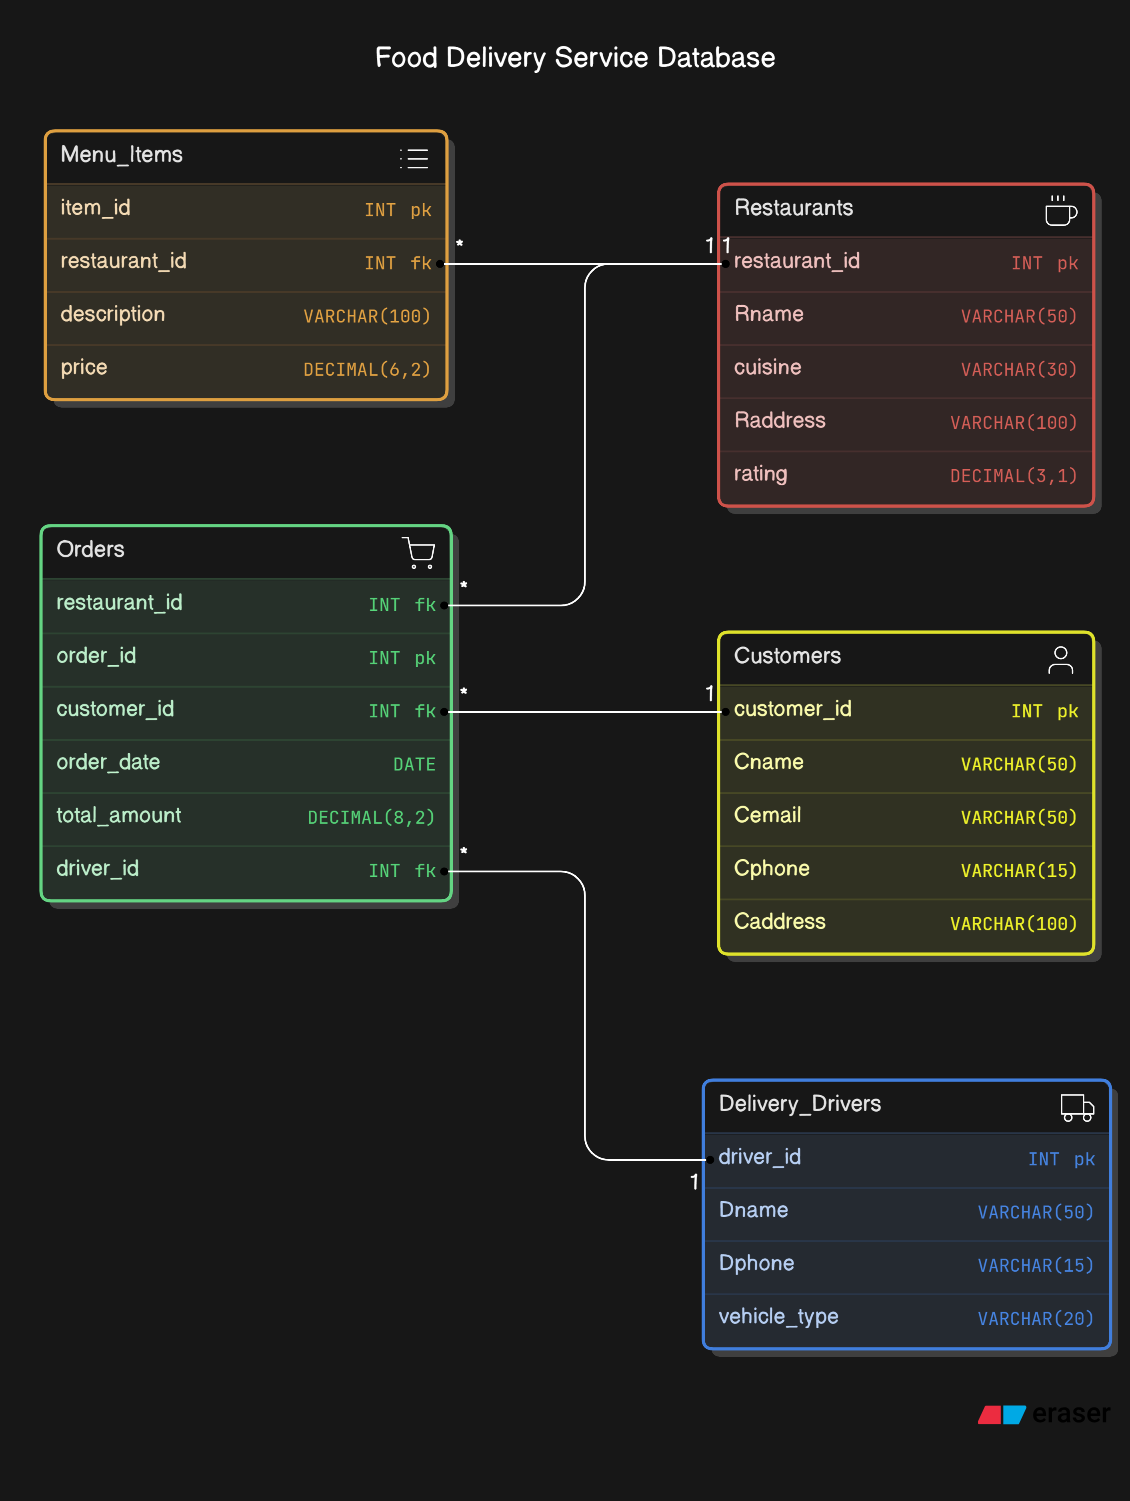 Food Delivery Service Database
Menu_Items
item_id INT pk
restaurant_id INT fk
description VARCHAR(100)
price DECIMAL(6,2)
*
1 1
Restaurants
restaurant_id INT pk
Rname VARCHAR(50)
cuisine VARCHAR(30)
Raddress VARCHAR(100)
rating DECIMAL(3,1)
Orders
restaurant_id INT fk
order_id INT pk
customer_id INT fk
order_date DATE
total_amount DECIMAL(8,2)
driver_id INT fk
*
*
1
*
1
Customers
customer_id INT pk
Cname VARCHAR(50)
Cemail VARCHAR(50)
Cphone VARCHAR(15)
Caddress VARCHAR(100)
Delivery_Drivers
driver_id INT pk
Dname VARCHAR(50)
Dphone VARCHAR(15)
vehicle_type VARCHAR(20)
eraser